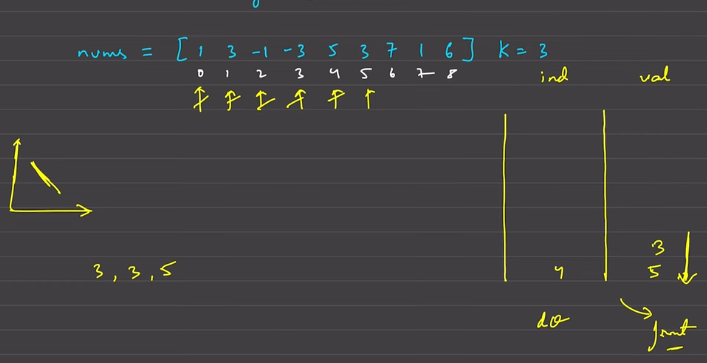 nums = [ 1 3 -1 -3 5 3 7 1 6 ] K = 3
0 1 2 3 4 5 6 7 8
ind val
3
3 , 3 , 5
4 5
dq front